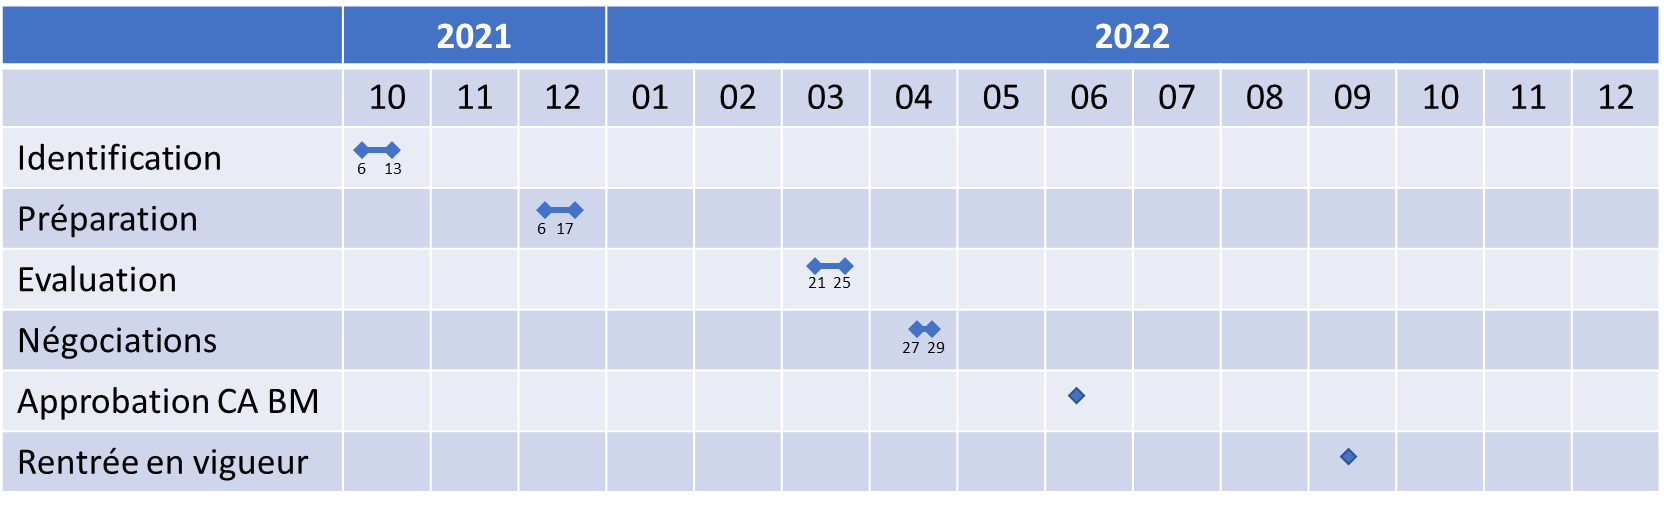 2021 2022
10 11 12 01 02 03 04 05 06 07 08 09 10 11 12
Identification
6 13
Préparation
6 17
Evaluation
21 25
Négociations
27 29
Approbation CA BM
Rentrée en vigueur